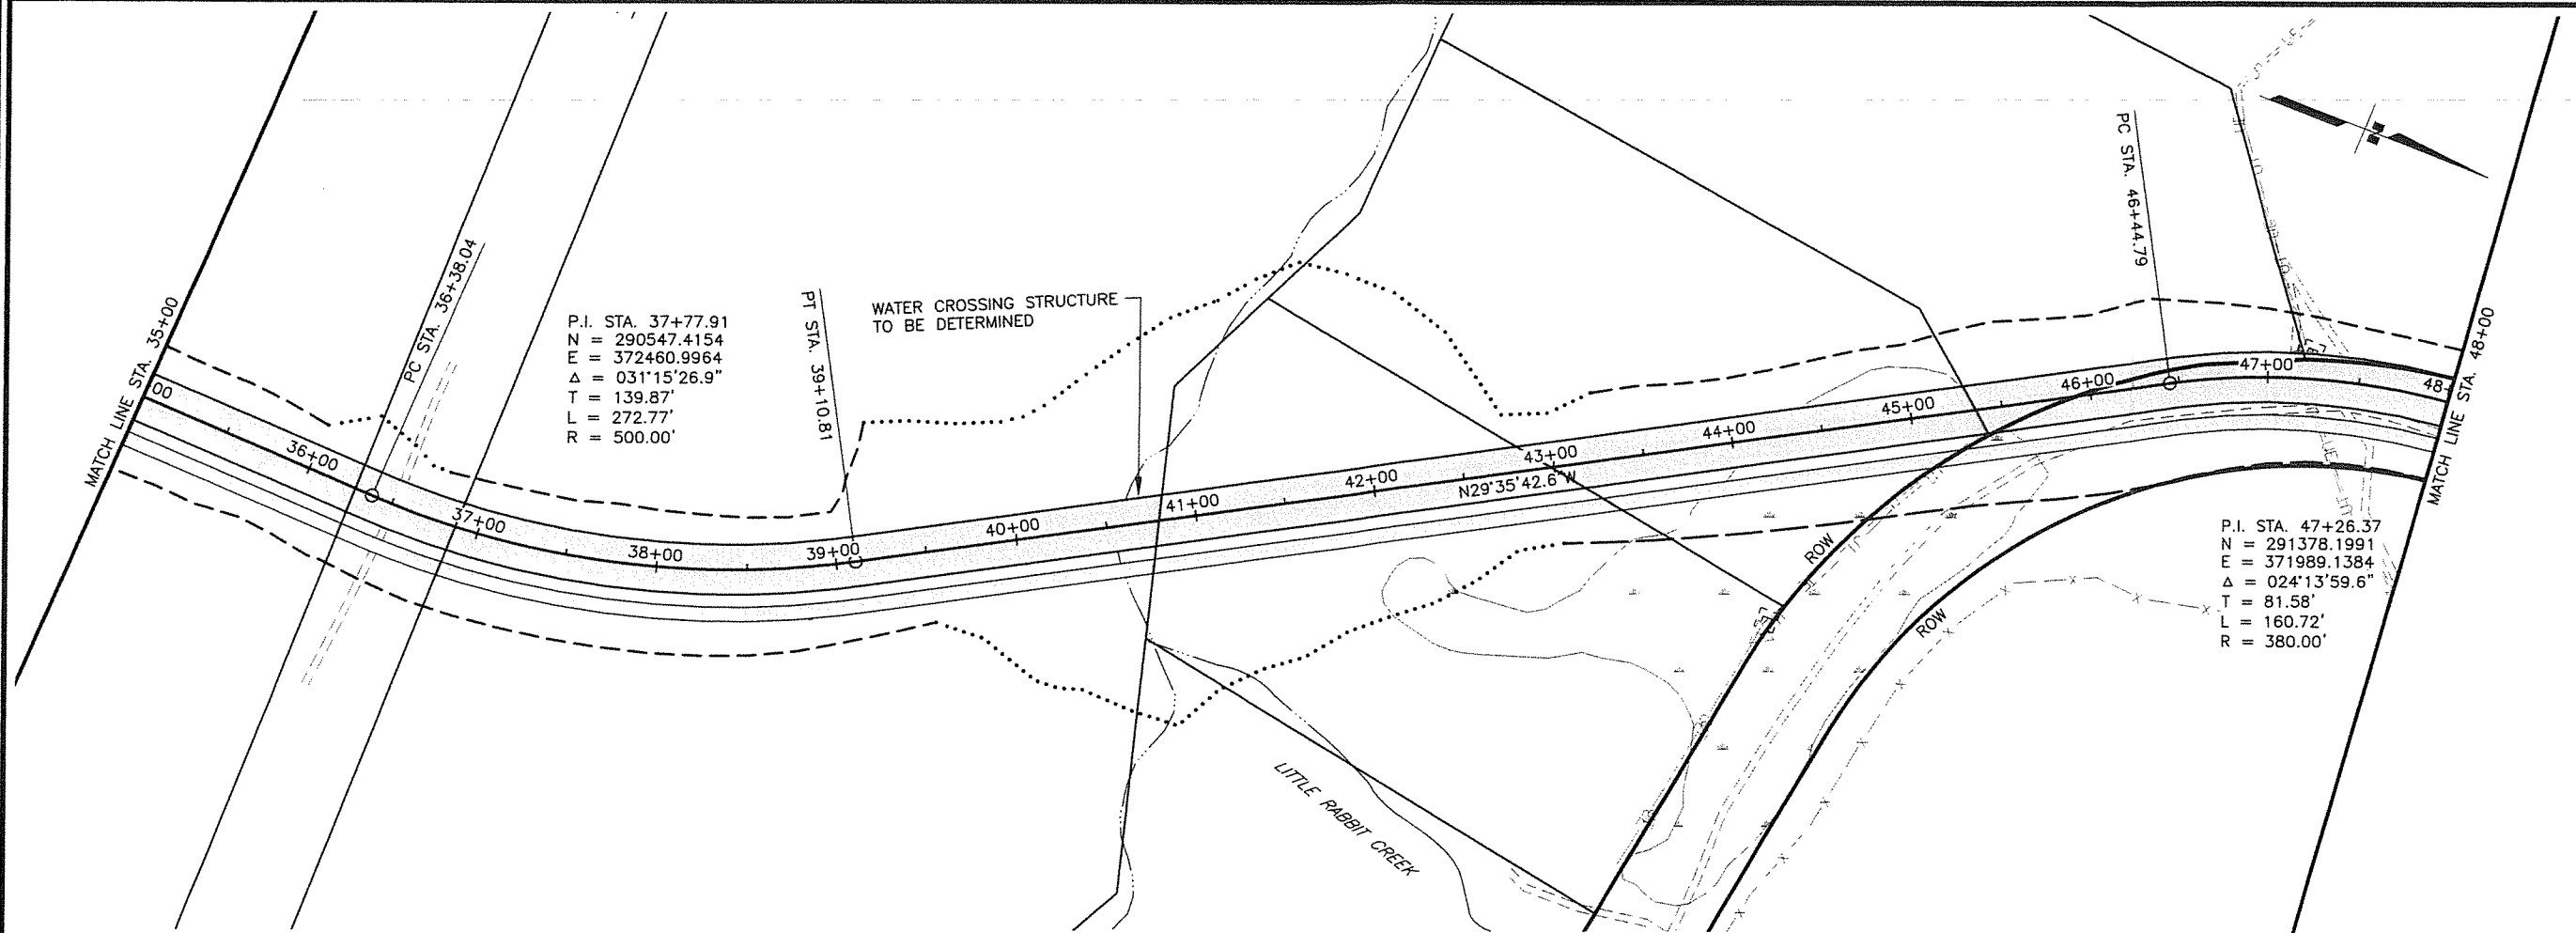 MATCH LINE STA. 35+00
00
PC STA. 36+38.04
P.I. STA. 37+77.91
N = 290547.4154
E = 372460.9964
Δ = 031°15'26.9"
T = 139.87'
L = 272.77'
R = 500.00'
PT STA. 39+10.81
WATER CROSSING STRUCTURE
TO BE DETERMINED
36+00
37+00
38+00
39+00
40+00
41+00
42+00
43+00
44+00
45+00
46+00
47+00
48
N29°35'42.6"W
PC STA. 46+44.79
MATCH LINE STA. 48+00
ROW
ROW
LITTLE RABBIT CREEK
P.I. STA. 47+26.37
N = 291378.1991
E = 371989.1384
Δ = 024°13'59.6"
T = 81.58'
L = 160.72'
R = 380.00'